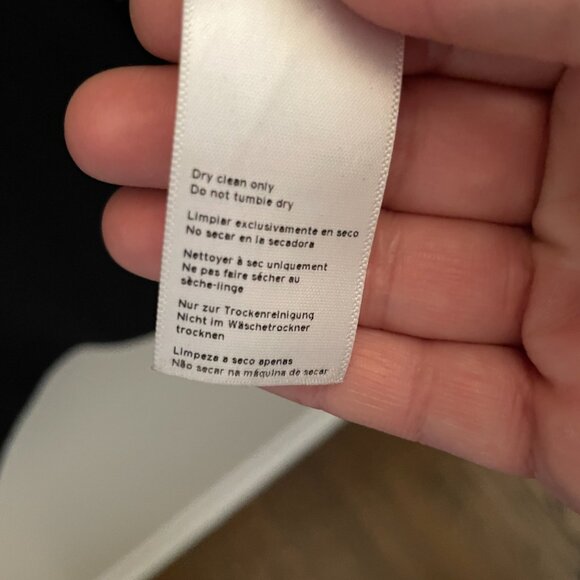 Dry clean only
Do not tumble dry
Limpiar exclusivamente en seco
No secar en la secadora
Nettoyer à sec uniquement
Ne pas faire sécher au
sèche-linge
Nur zur Trockenreinigung
Nicht im Wäschetrockner
trocknen
Limpeza a seco apenas
Não secar na máquina de secar